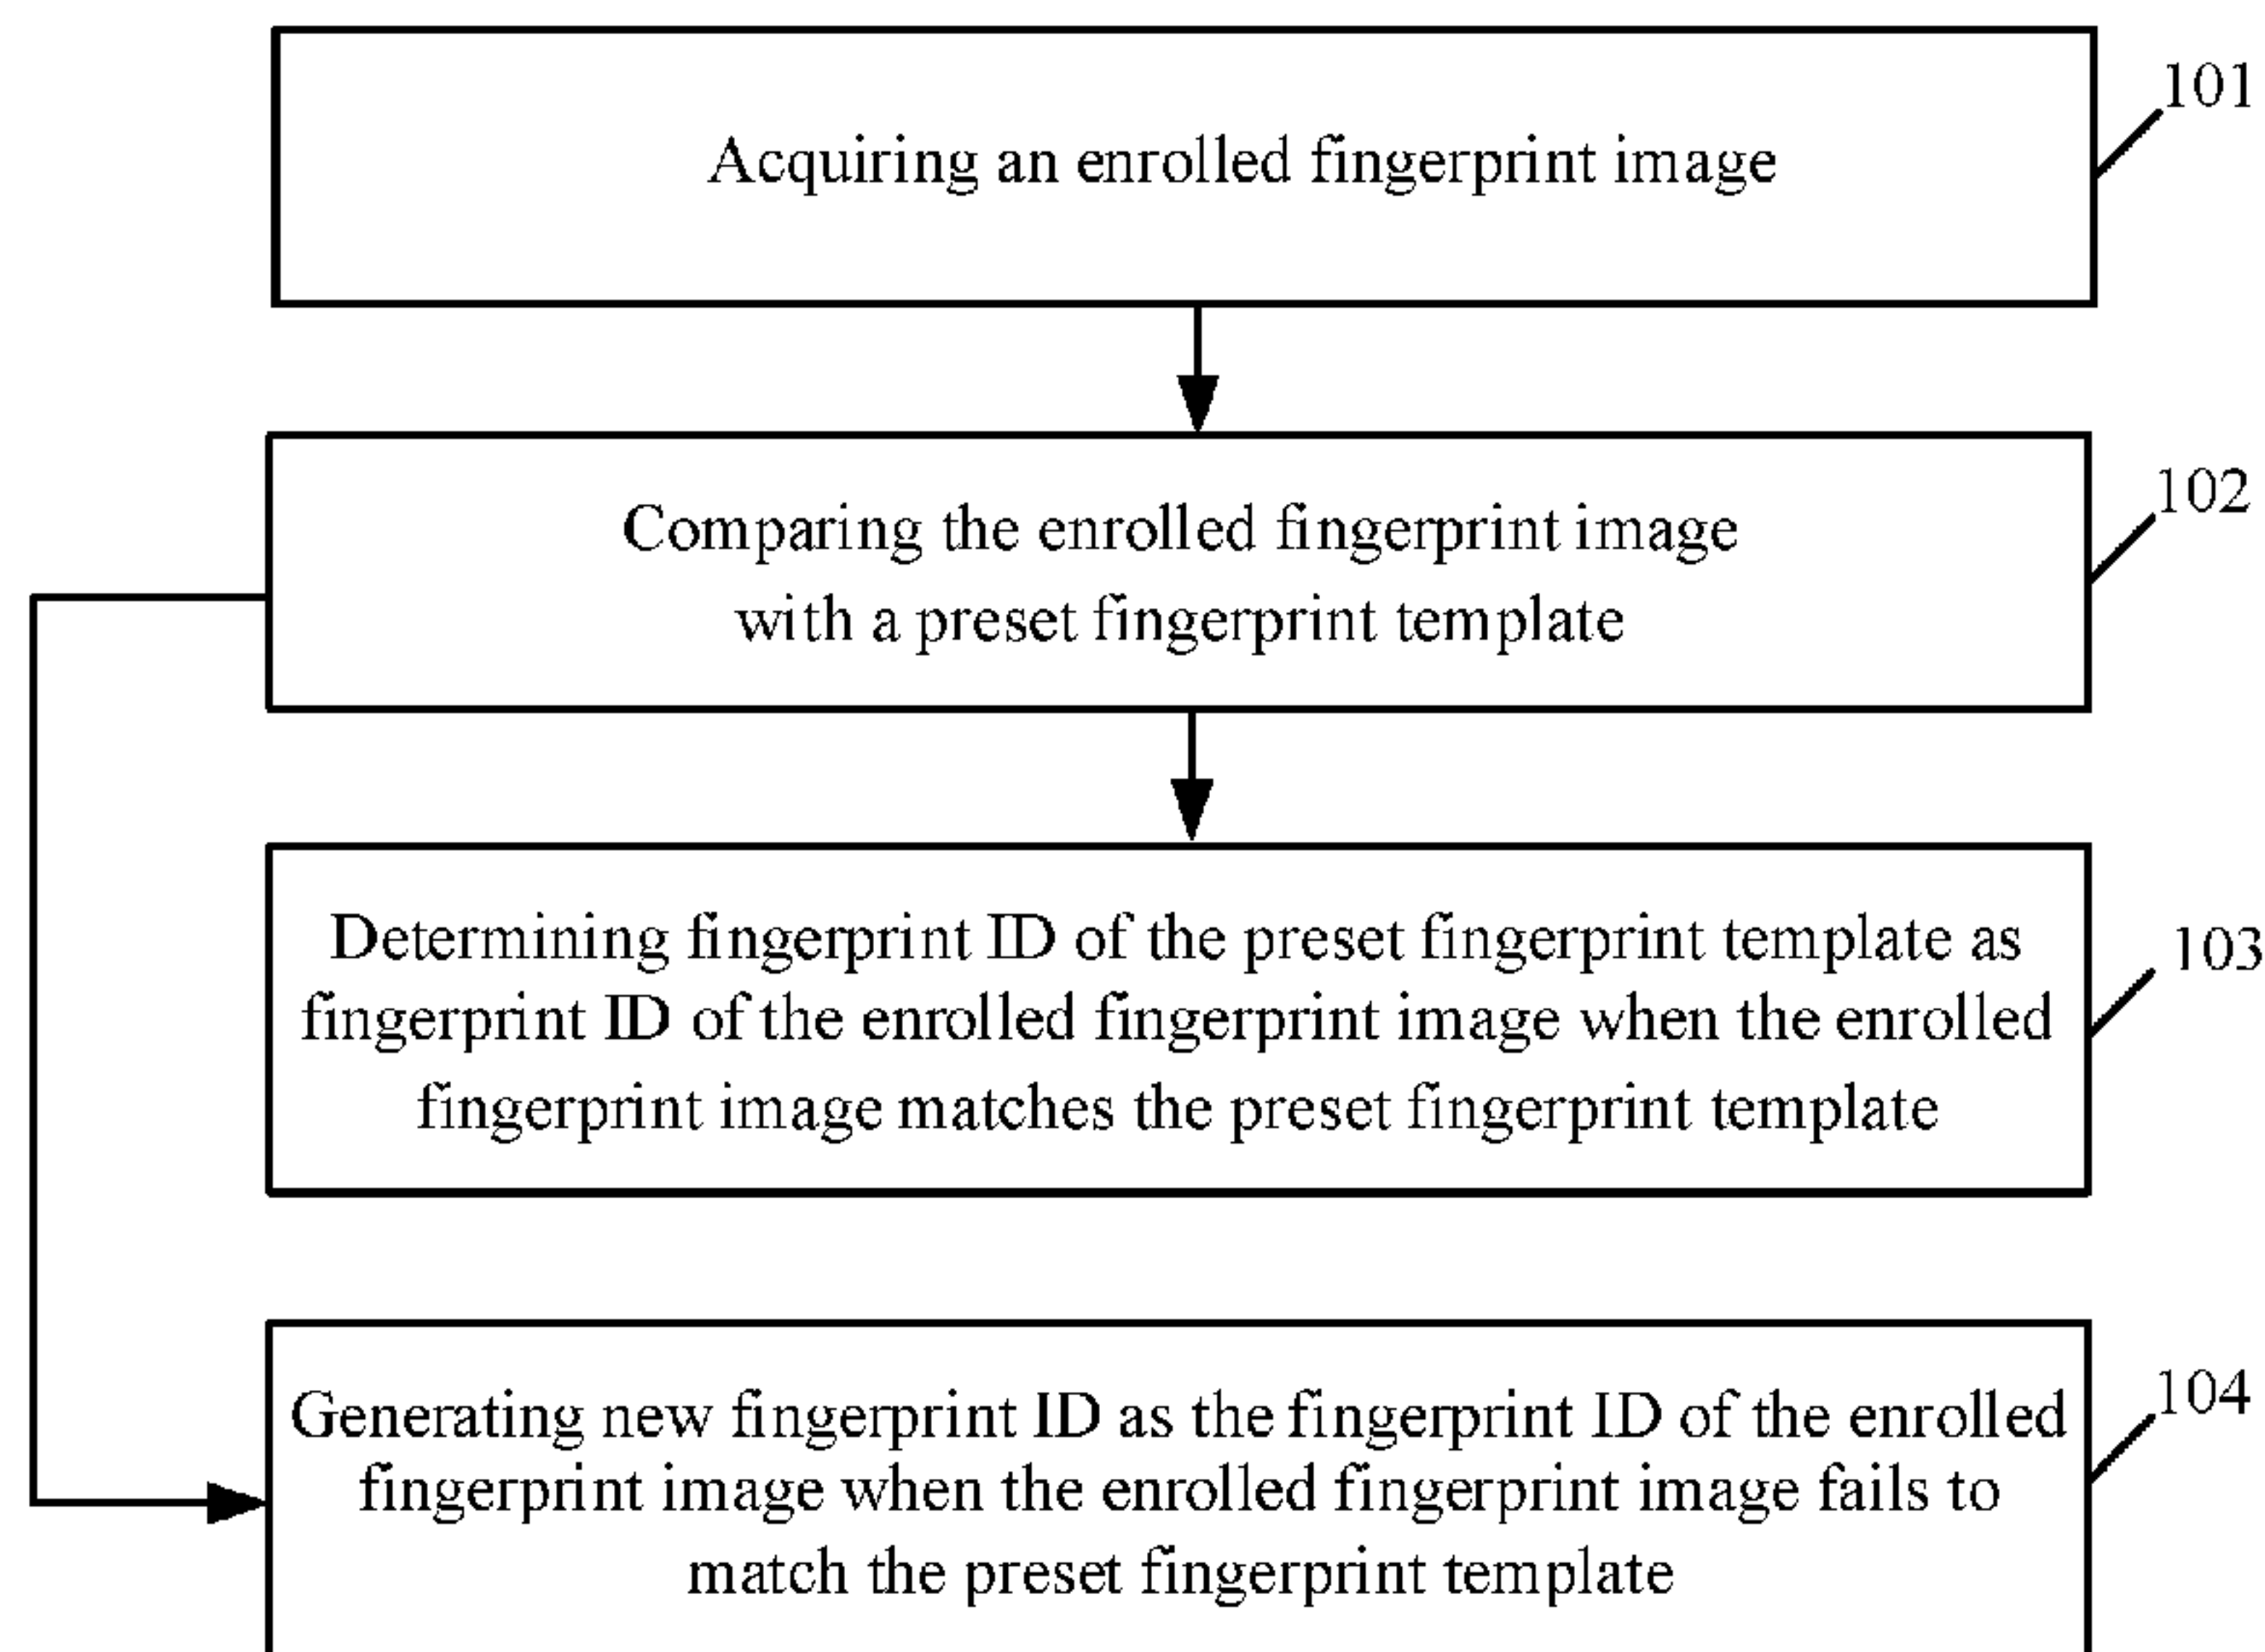 Acquiring an enrolled fingerprint image
101
Comparing the enrolled fingerprint image
with a preset fingerprint template
102
Determining fingerprint ID of the preset fingerprint template as
fingerprint ID of the enrolled fingerprint image when the enrolled
fingerprint image matches the preset fingerprint template
103
Generating new fingerprint ID as the fingerprint ID of the enrolled
fingerprint image when the enrolled fingerprint image fails to
match the preset fingerprint template
104